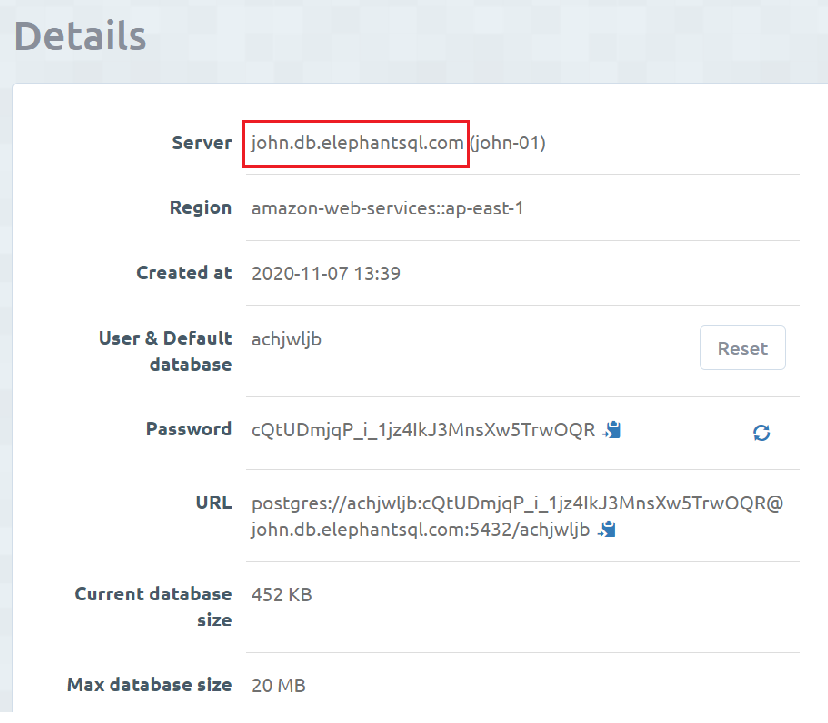 Details
Server john.db.elephantsql.com (john-01)
Region amazon-web-services::ap-east-1
Created at 2020-11-07 13:39
User & Default achjwljb
database
Reset
Password cQtUDmjqP_i_1jz4IkJ3MnsXw5TrwOQR
URL postgres://achjwljb:cQtUDmjqP_i_1jz4IkJ3MnsXw5TrwOQR@
john.db.elephantsql.com:5432/achjwljb
Current database 452 KB
size
Max database size 20 MB